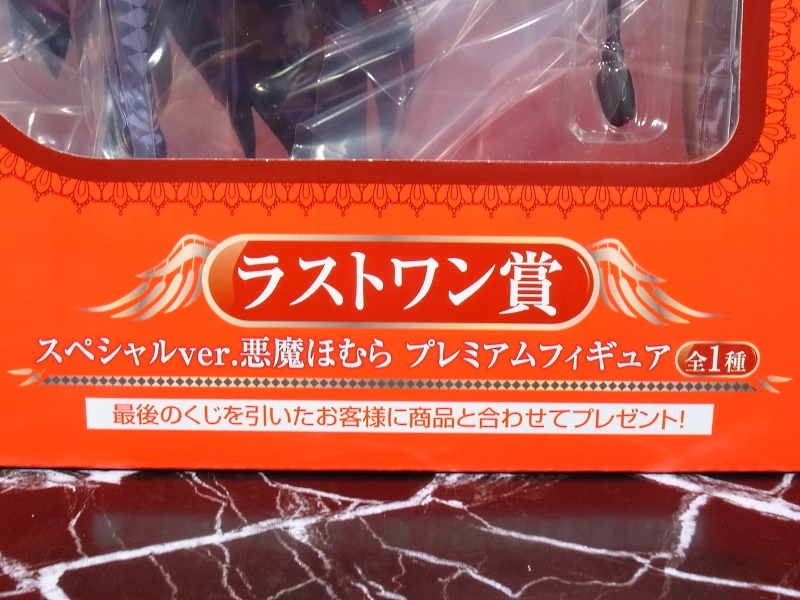 ラストワン賞
スペシャルver.悪魔ほむら プレミアムフィギュア 全1種
最後のくじを引いたお客様に商品と合わせてプレゼント!